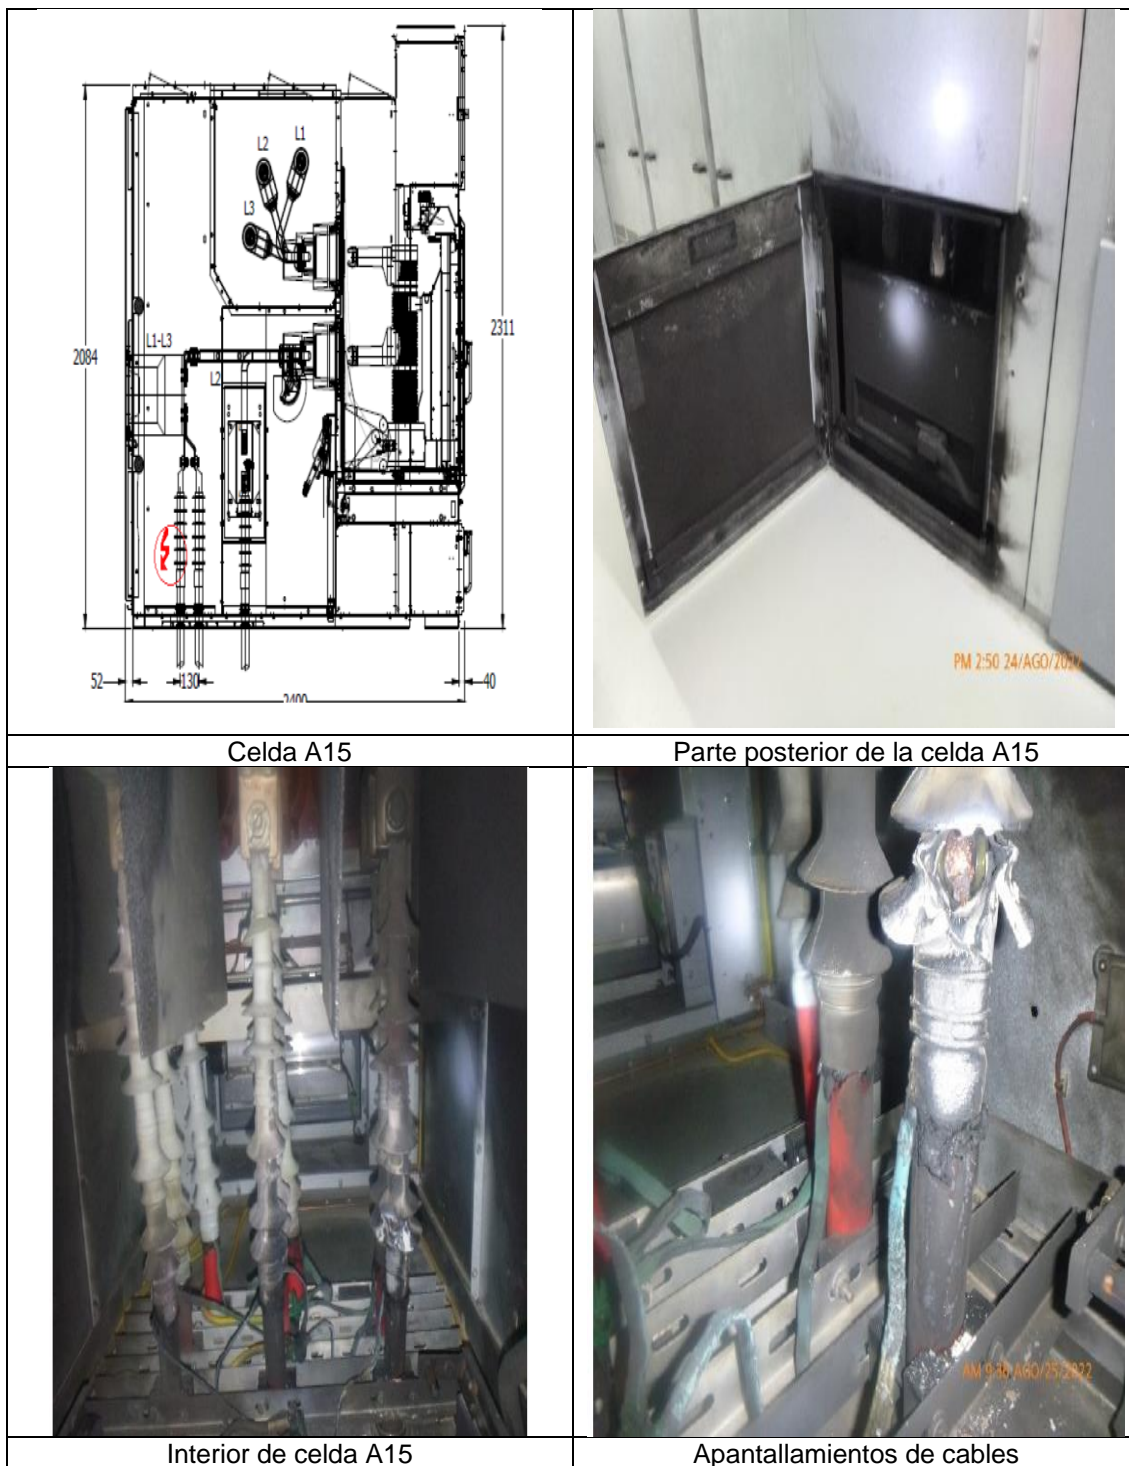 L2
L1
L3
2084
2311
L1-L3
L2
52
130
40
2400
Celda A15
PM 2:50 24/AGO/2022
Parte posterior de la celda A15
Interior de celda A15
AM 9:36 AGO/25/2022
Apantallamientos de cables